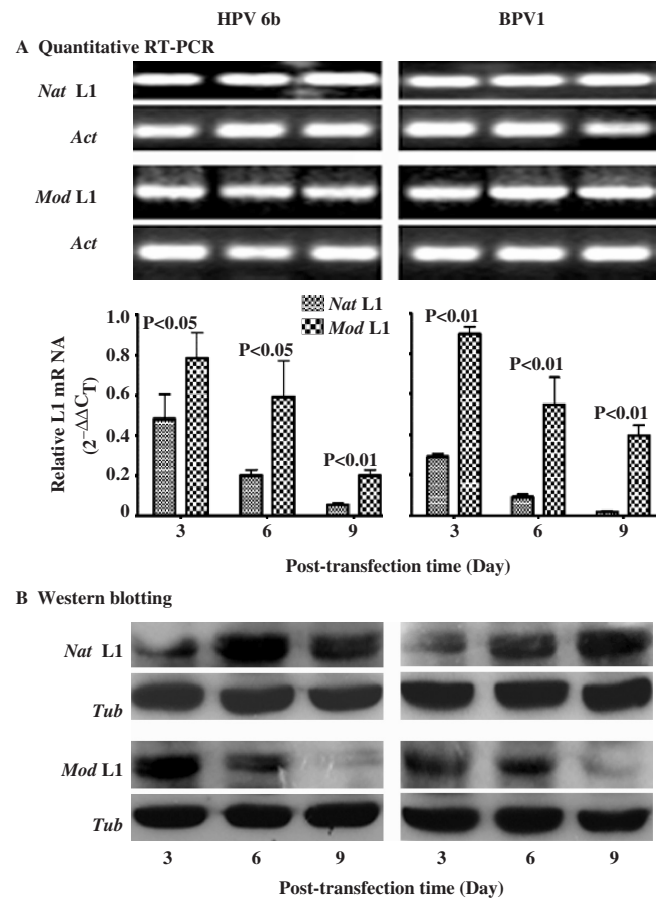 HPV 6b BPV1
A Quantitative RT-PCR
Nat L1
Act
Mod L1
Act
Nat L1
Mod L1
Relative L1 mR NA
(2−ΔΔCT)
1.0
0.8
0.6
0.4
0.2
0
P<0.05 P<0.05 P<0.01
P<0.01 P<0.01 P<0.01
3 6 9 3 6 9
Post-transfection time (Day)
B Western blotting
Nat L1
Tub
Mod L1
Tub
3 6 9 3 6 9
Post-transfection time (Day)